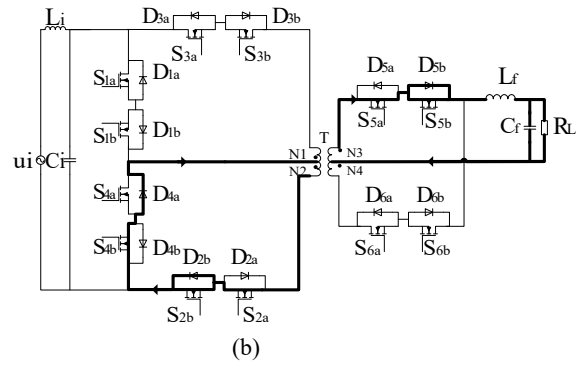 Li
D3a
D3b
S3a
S3b
S1a
D1a
S1b
D1b
ui
Ci
S4a
D4a
S4b
D4b
D2b
D2a
S2b
S2a
T
N1
N2
N3
N4
D5a
D5b
S5a
S5b
Lf
Cf
RL
D6a
D6b
S6a
S6b
(b)